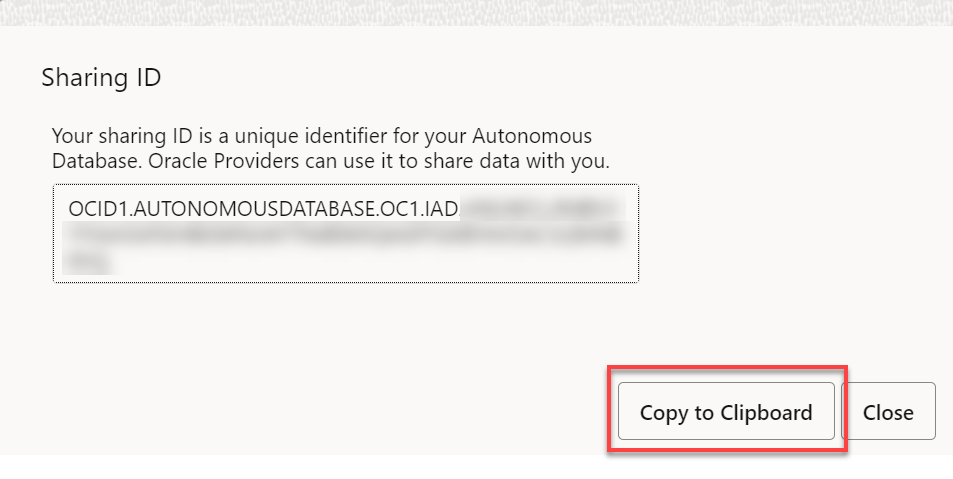 Sharing ID
Your sharing ID is a unique identifier for your Autonomous
Database. Oracle Providers can use it to share data with you.
OCID1.AUTONOMOUSDATABASE.OC1.IAD.
Copy to Clipboard
Close